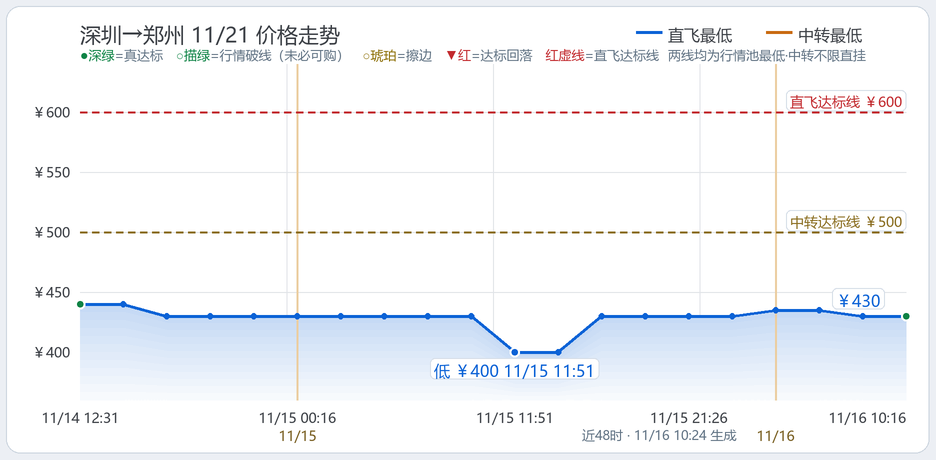 深圳→郑州 11/21 价格走势
直飞最低 中转最低
●深绿=真达标 ○描绿=行情破线（未必可购） ○琥珀=擦边 ▼红=达标回落 红虚线=直飞达标线 两线均为行情池最低·中转不限直挂
¥600
直飞达标线 ¥600
¥550
¥500
中转达标线 ¥500
¥450
¥430
¥400
低 ¥400 11/15 11:51
11/14 12:31 11/15 00:16 11/15 11:51 11/15 21:26 11/16 10:16
11/15 近48时 · 11/16 10:24 生成 11/16